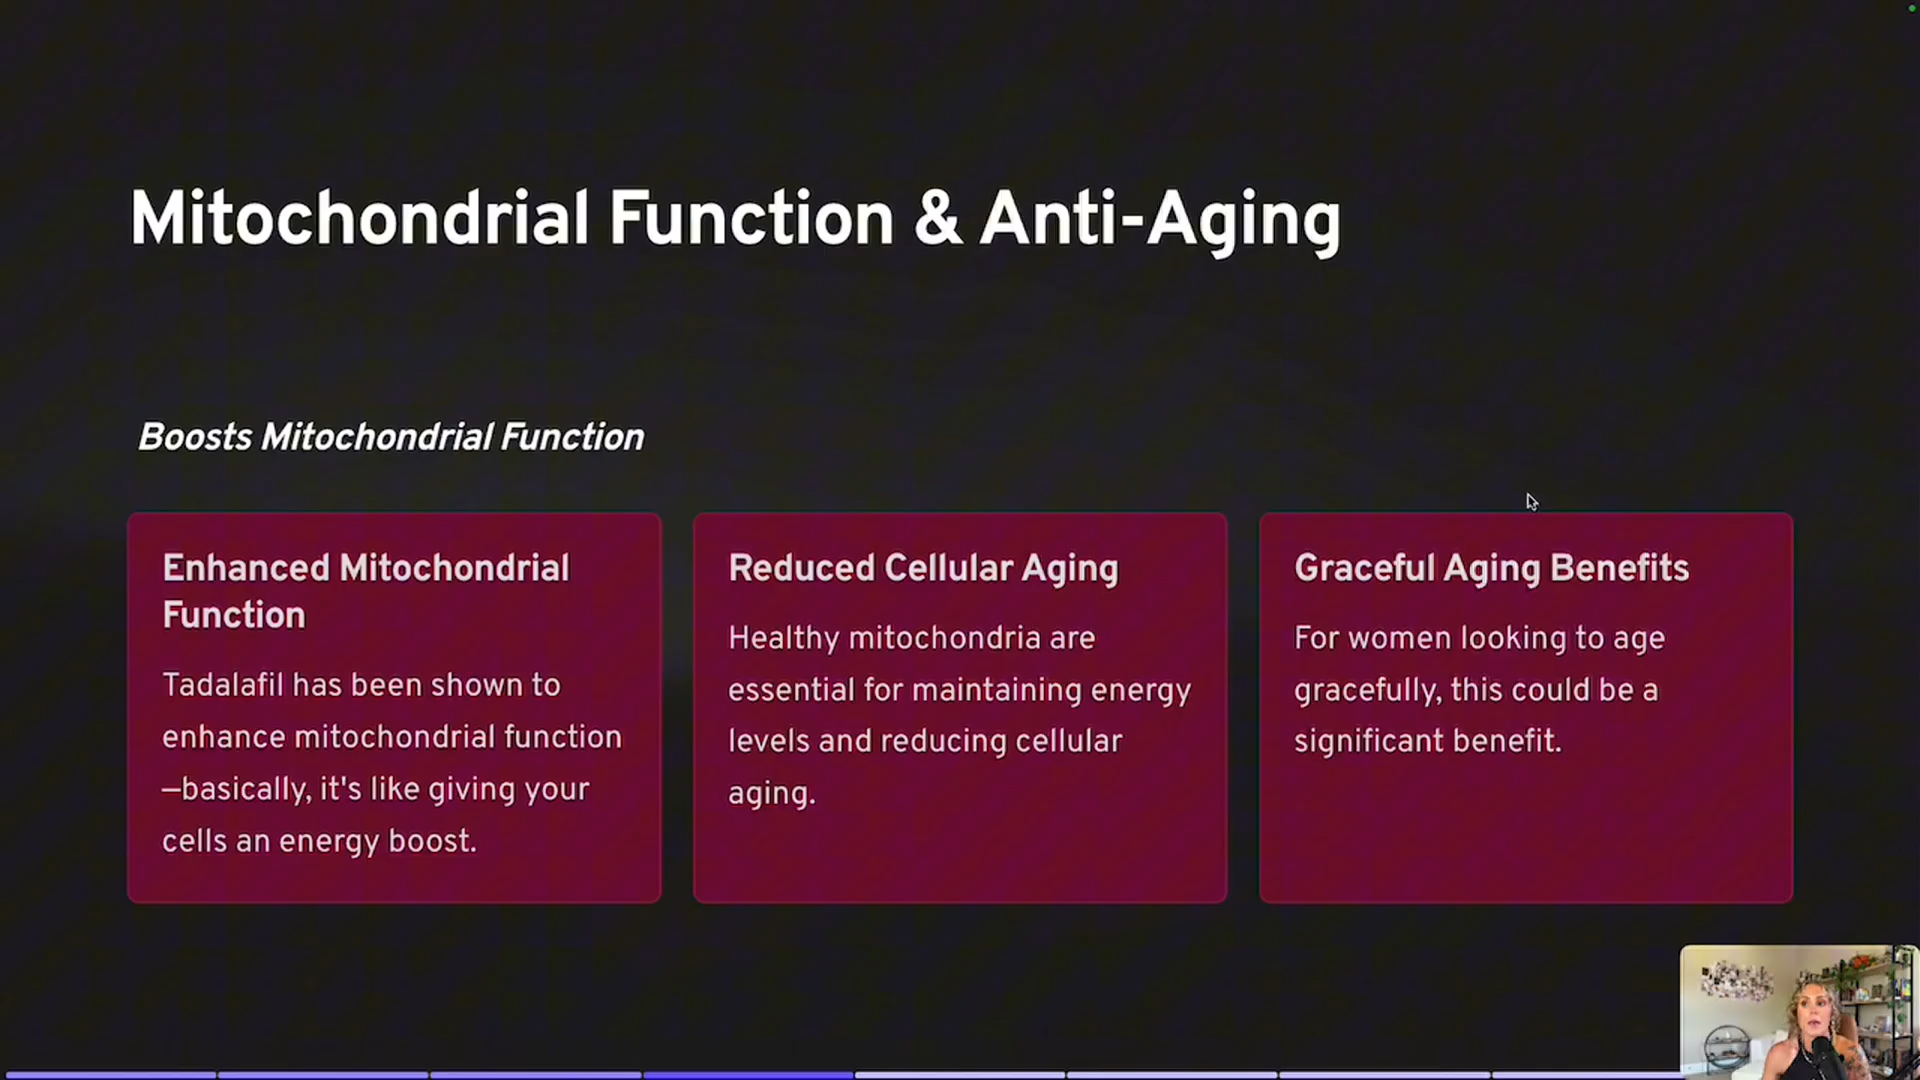 Mitochondrial Function & Anti-Aging
Boosts Mitochondrial Function
Enhanced Mitochondrial
Function
Tadalafil has been shown to
enhance mitochondrial function
—basically, it's like giving your
cells an energy boost.
Reduced Cellular Aging
Healthy mitochondria are
essential for maintaining energy
levels and reducing cellular
aging.
Graceful Aging Benefits
For women looking to age
gracefully, this could be a
significant benefit.